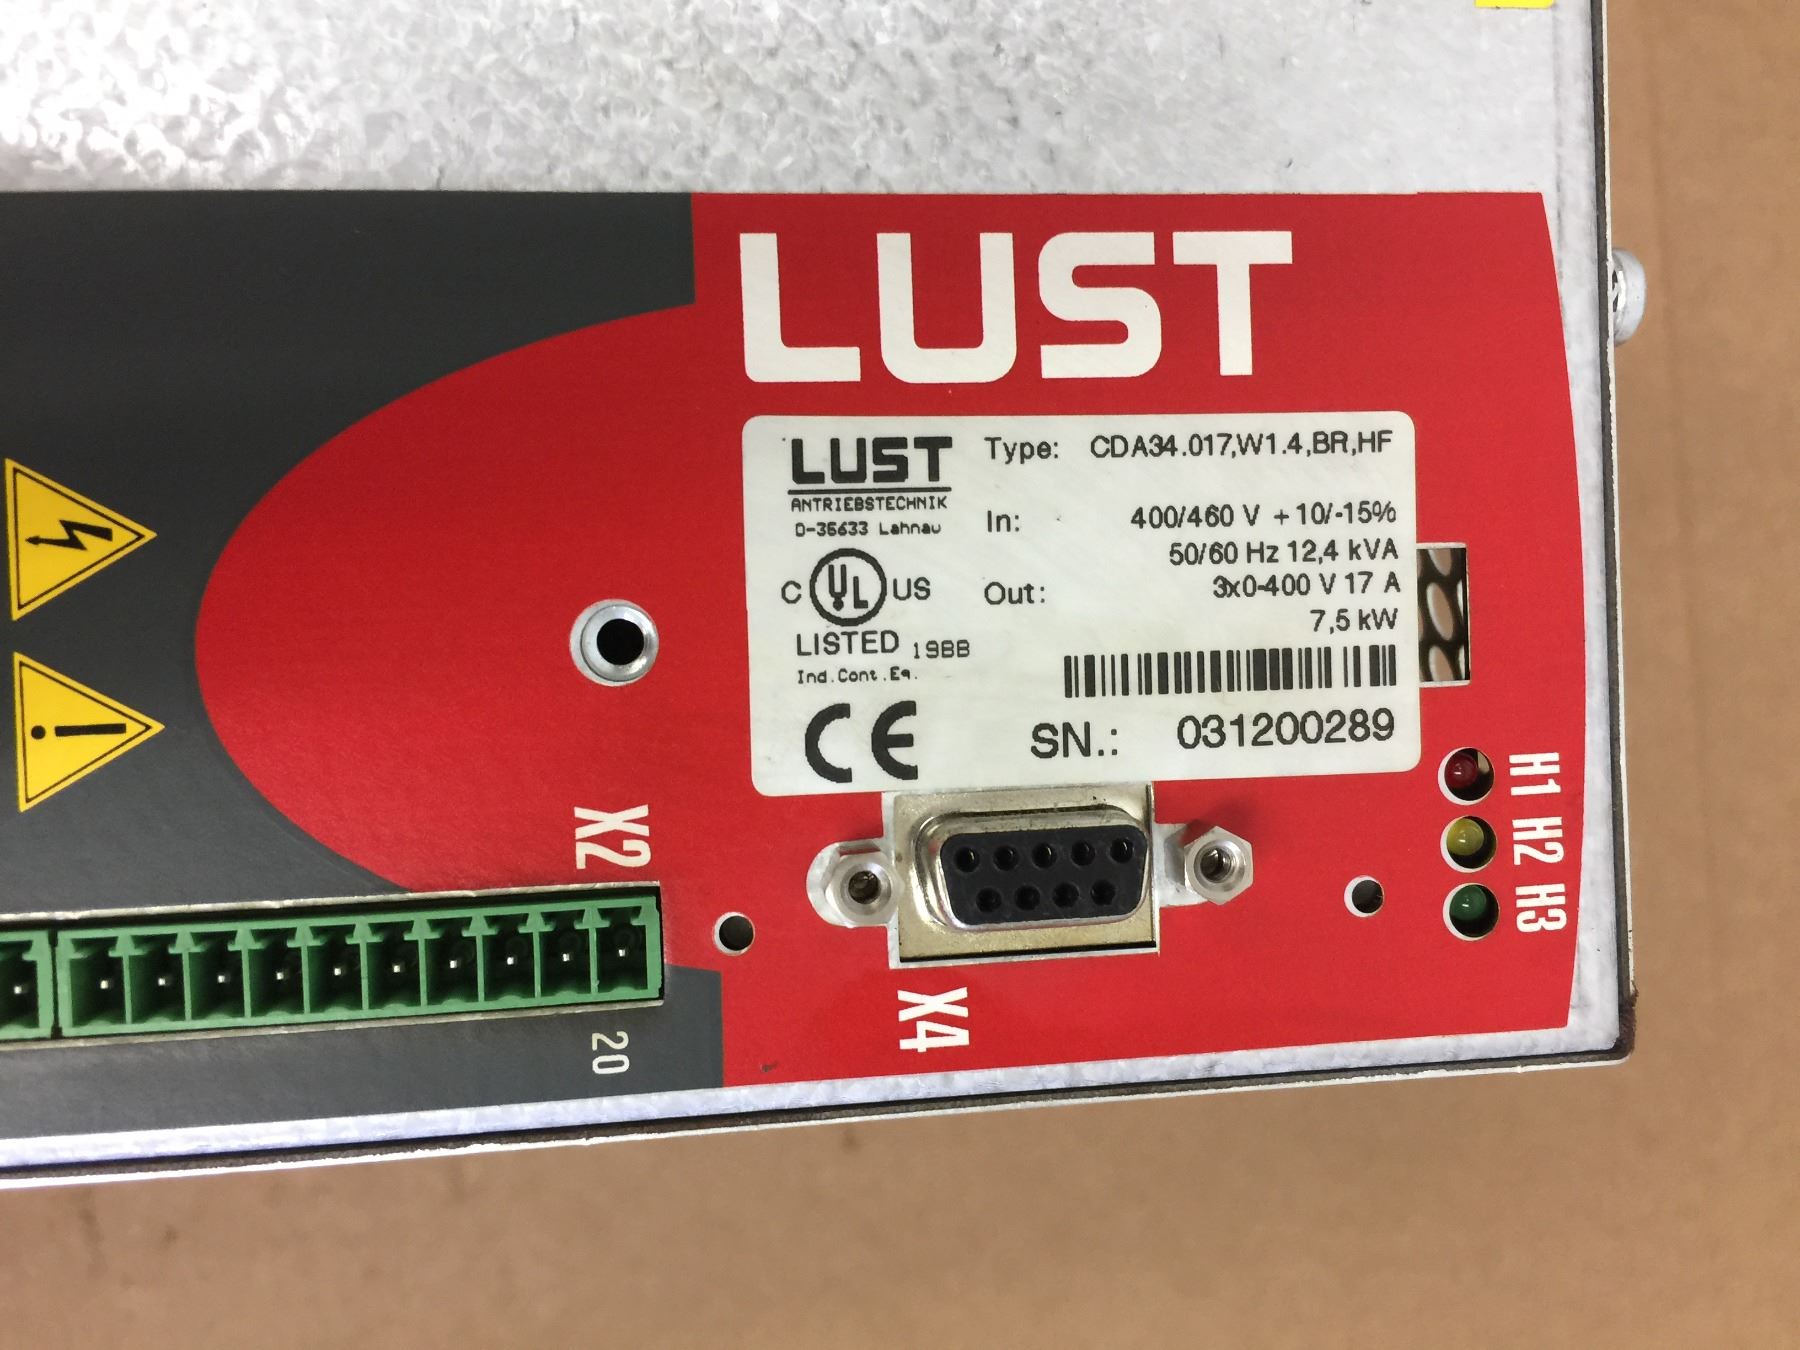 LUST
LUST
ANTRIEBSTECHNIK
D-35633 Lahnau
C UL US
LISTED 19BB
Ind.Cont.Eq.
CE
Type: CDA34.017,W1.4,BR,HF
In: 400/460 V +10/-15%
50/60 Hz 12,4 kVA
Out: 3x0-400 V 17 A
7,5 kW
SN.: 031200289
H1 H2 H3
X2
X4
20